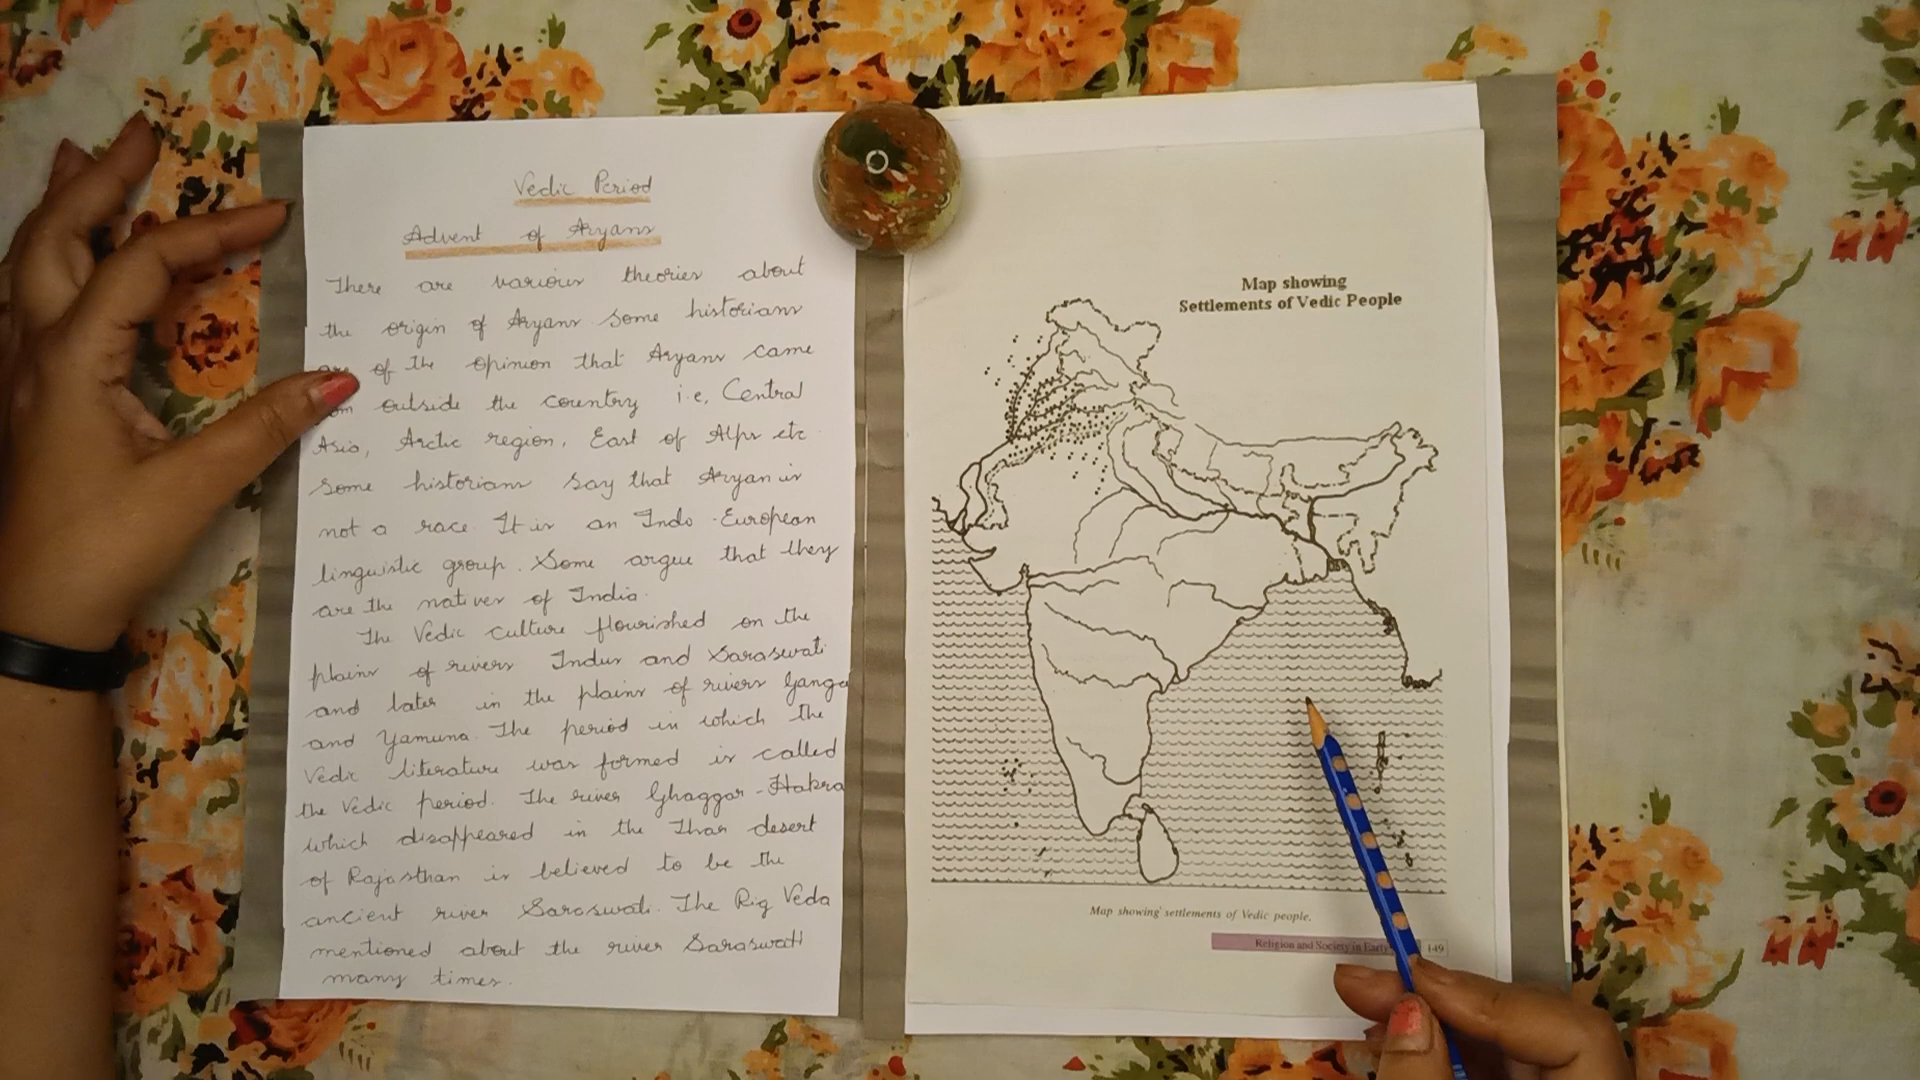 Vedic Period
Advent of Aryans
There are various theories about
the origin of Aryans some historians
are of the opinion that Aryans came
outside the country i.e, Central
Asia, Arctic region, East of Alps etc
some historians say that Aryan is
not a race. It is an Indo-European
linguistic group. Some argue that they
are the natives of India.
The Vedic culture flourished on the
plains of rivers Indus and Saraswati
and later in the plains of rivers Ganga
and Yamuna. The period in which the
Vedic literature was formed is called
the Vedic period. The river Ghaggar-Hakra
which disappeared in the Thar desert
of Rajasthan is believed to be the
ancient river Saraswati. The Rig Veda
mentioned about the river Saraswati
many times.
Map showing
Settlements of Vedic People
Map showing settlements of Vedic people.
Religion and Society in Early
149